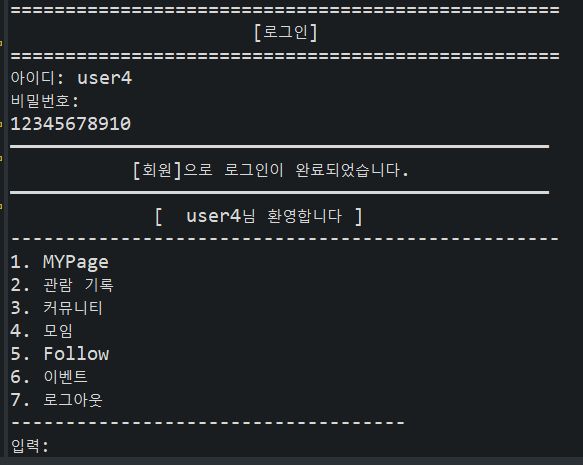 ==================================================
[로그인]
==================================================
아이디: user4
비밀번호:
12345678910
━━━━━━━━━━━━━━━━━━━━━━━━━━━━━━━━━━━━━━━━━━━━━━━━━
[회원]으로 로그인이 완료되었습니다.
━━━━━━━━━━━━━━━━━━━━━━━━━━━━━━━━━━━━━━━━━━━━━━━━━
[  user4님 환영합니다 ]
--------------------------------------------------
1. MYPage
2. 관람 기록
3. 커뮤니티
4. 모임
5. Follow
6. 이벤트
7. 로그아웃
------------------------------------
입력: